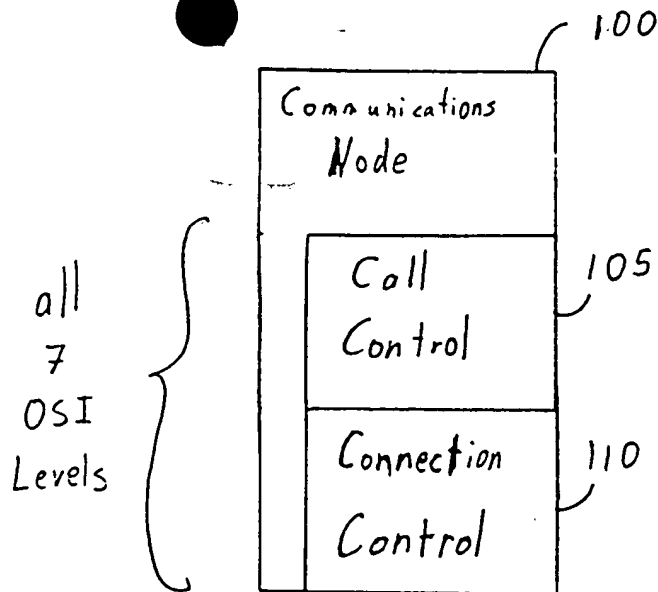 100
Communications
Node
all
7
OSI
Levels
Call
Control
105
Connection
Control
110